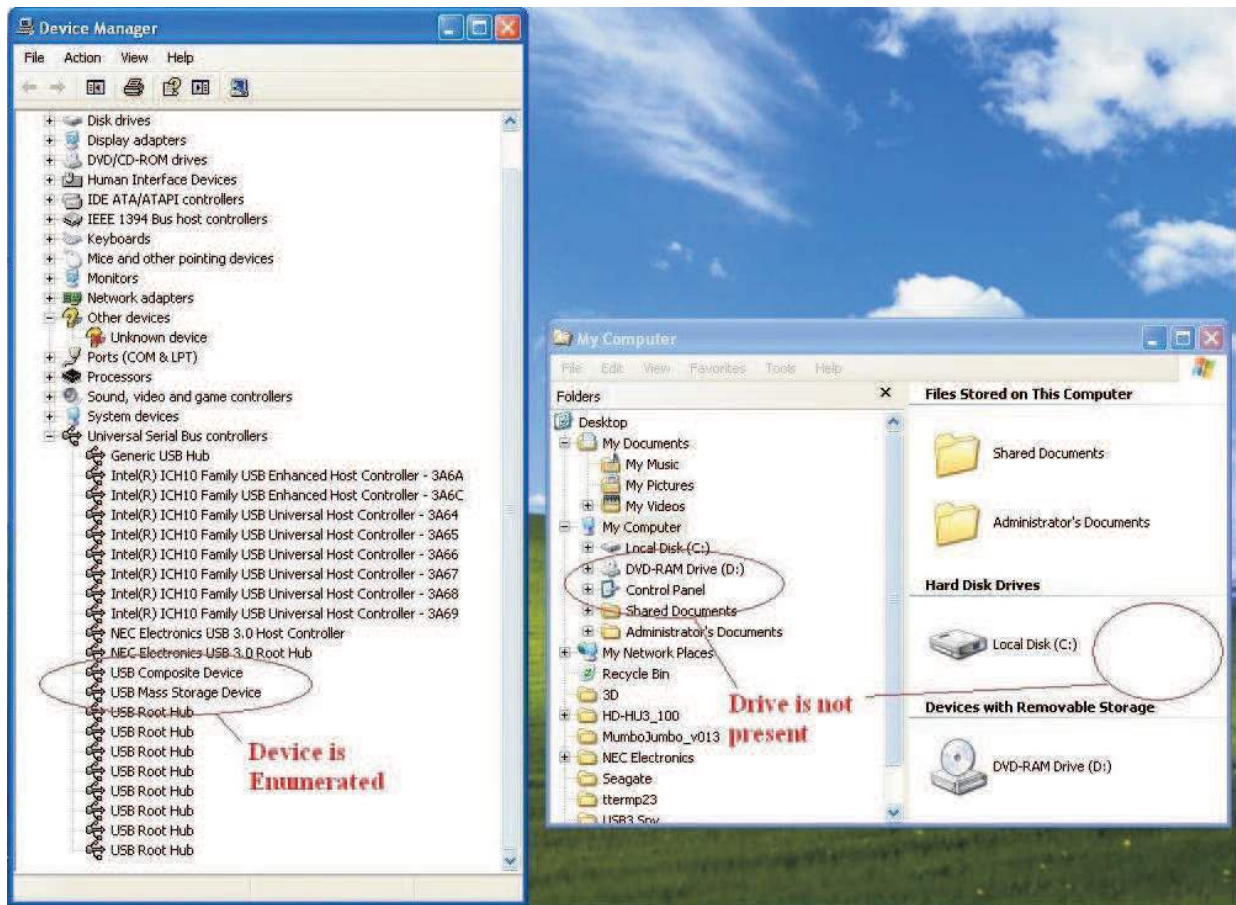 Device Manager
File Action View Help
Disk drives
Display adapters
DVD/CD-ROM drives
Human Interface Devices
IDE ATA/ATAPI controllers
IEEE 1394 Bus host controllers
Keyboards
Mice and other pointing devices
Monitors
Network adapters
Other devices
Unknown device
Ports (COM & LPT)
Processors
Sound, video and game controllers
System devices
Universal Serial Bus controllers
Generic USB Hub
Intel(R) ICH10 Family USB Enhanced Host Controller - 3A6A
Intel(R) ICH10 Family USB Enhanced Host Controller - 3A6C
Intel(R) ICH10 Family USB Universal Host Controller - 3A64
Intel(R) ICH10 Family USB Universal Host Controller - 3A65
Intel(R) ICH10 Family USB Universal Host Controller - 3A66
Intel(R) ICH10 Family USB Universal Host Controller - 3A67
Intel(R) ICH10 Family USB Universal Host Controller - 3A68
Intel(R) ICH10 Family USB Universal Host Controller - 3A69
NEC Electronics USB 3.0 Host Controller
NEC Electronics USB 3.0 Root Hub
USB Composite Device
USB Mass Storage Device
USB Root Hub
USB Root Hub
USB Root Hub
USB Root Hub
USB Root Hub
USB Root Hub
USB Root Hub
USB Root Hub
Device is
Enumerated
My Computer
File Edit View Favorites Tools Help
Folders
Desktop
My Documents
My Music
My Pictures
My Videos
My Computer
Local Disk (C:)
DVD-RAM Drive (D:)
Control Panel
Shared Documents
Administrator's Documents
My Network Places
Recycle Bin
3D
HD-HU3_100
MumboJumbo_v013
NEC Electronics
Seagate
ttermp23
USB3 Spy
Drive is not
present
Files Stored on This Computer
Shared Documents
Administrator's Documents
Hard Disk Drives
Local Disk (C:)
Devices with Removable Storage
DVD-RAM Drive (D:)